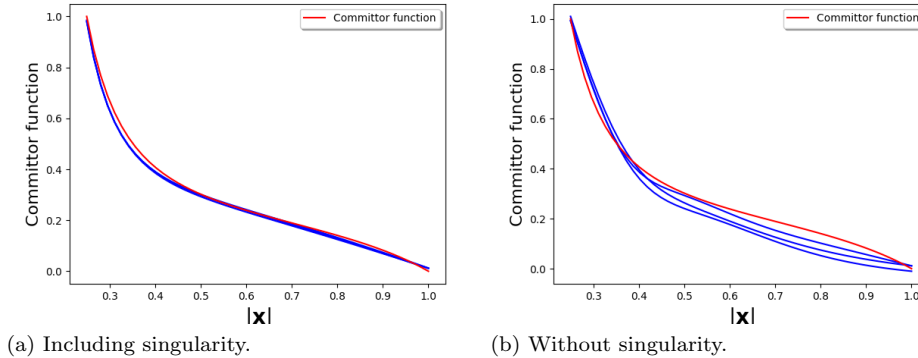 Committor function
Committor function
1.0
0.8
0.6
0.4
0.2
0.0
0.3 0.4 0.5 0.6 0.7 0.8 0.9 1.0
|x|
(a) Including singularity.
Committor function
Committor function
1.0
0.8
0.6
0.4
0.2
0.0
0.3 0.4 0.5 0.6 0.7 0.8 0.9 1.0
|x|
(b) Without singularity.